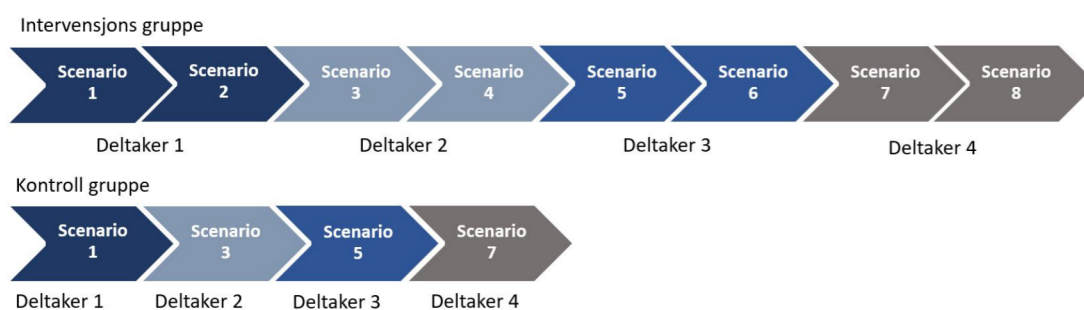 Intervensjons gruppe
Scenario
1
Scenario
2
Scenario
3
Scenario
4
Scenario
5
Scenario
6
Scenario
7
Scenario
8
Deltaker 1
Deltaker 2
Deltaker 3
Deltaker 4
Kontroll gruppe
Scenario
1
Scenario
3
Scenario
5
Scenario
7
Deltaker 1
Deltaker 2
Deltaker 3
Deltaker 4